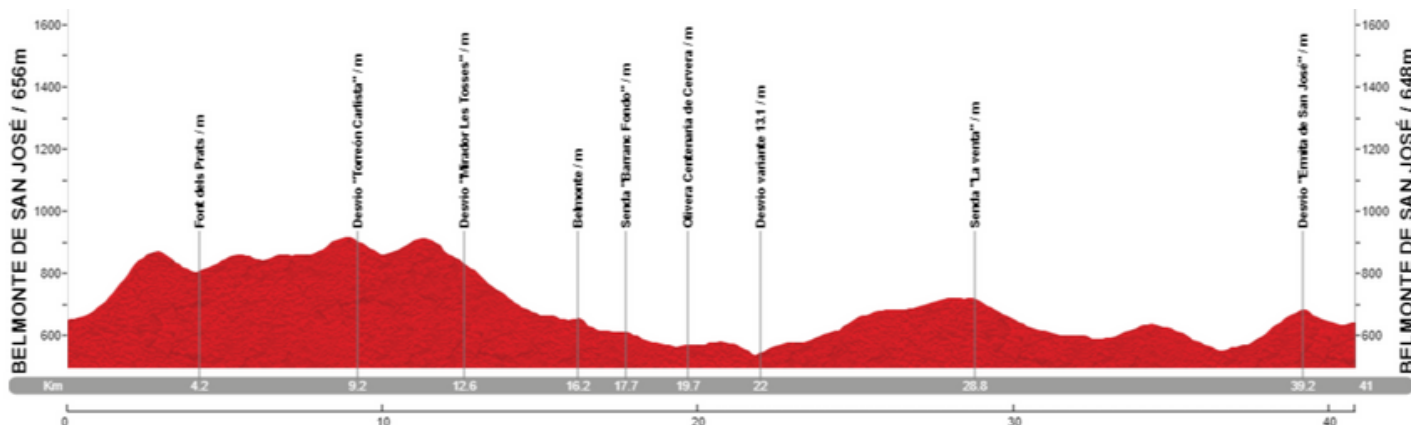 BELMONTE DE SAN JOSÉ / 656m
1600
1400
1200
1000
800
600
Font dels Prats / m
Desvio "Torreón Carlista" / m
Desvio "Mirador Les Tosses" / m
Belmonte / m
Senda "Barranc Fondo" / m
Olivera Centenaria de Cervera / m
Desvio variante 13.1 / m
Senda "La venta" / m
Desvio "Ermita de San José" / m
1600
1400
1200
1000
800
600
BELMONTE DE SAN JOSÉ / 648m
Km 4.2 9.2 12.6 16.2 17.7 19.7 22 28.8 39.2 41
0 10 20 30 40